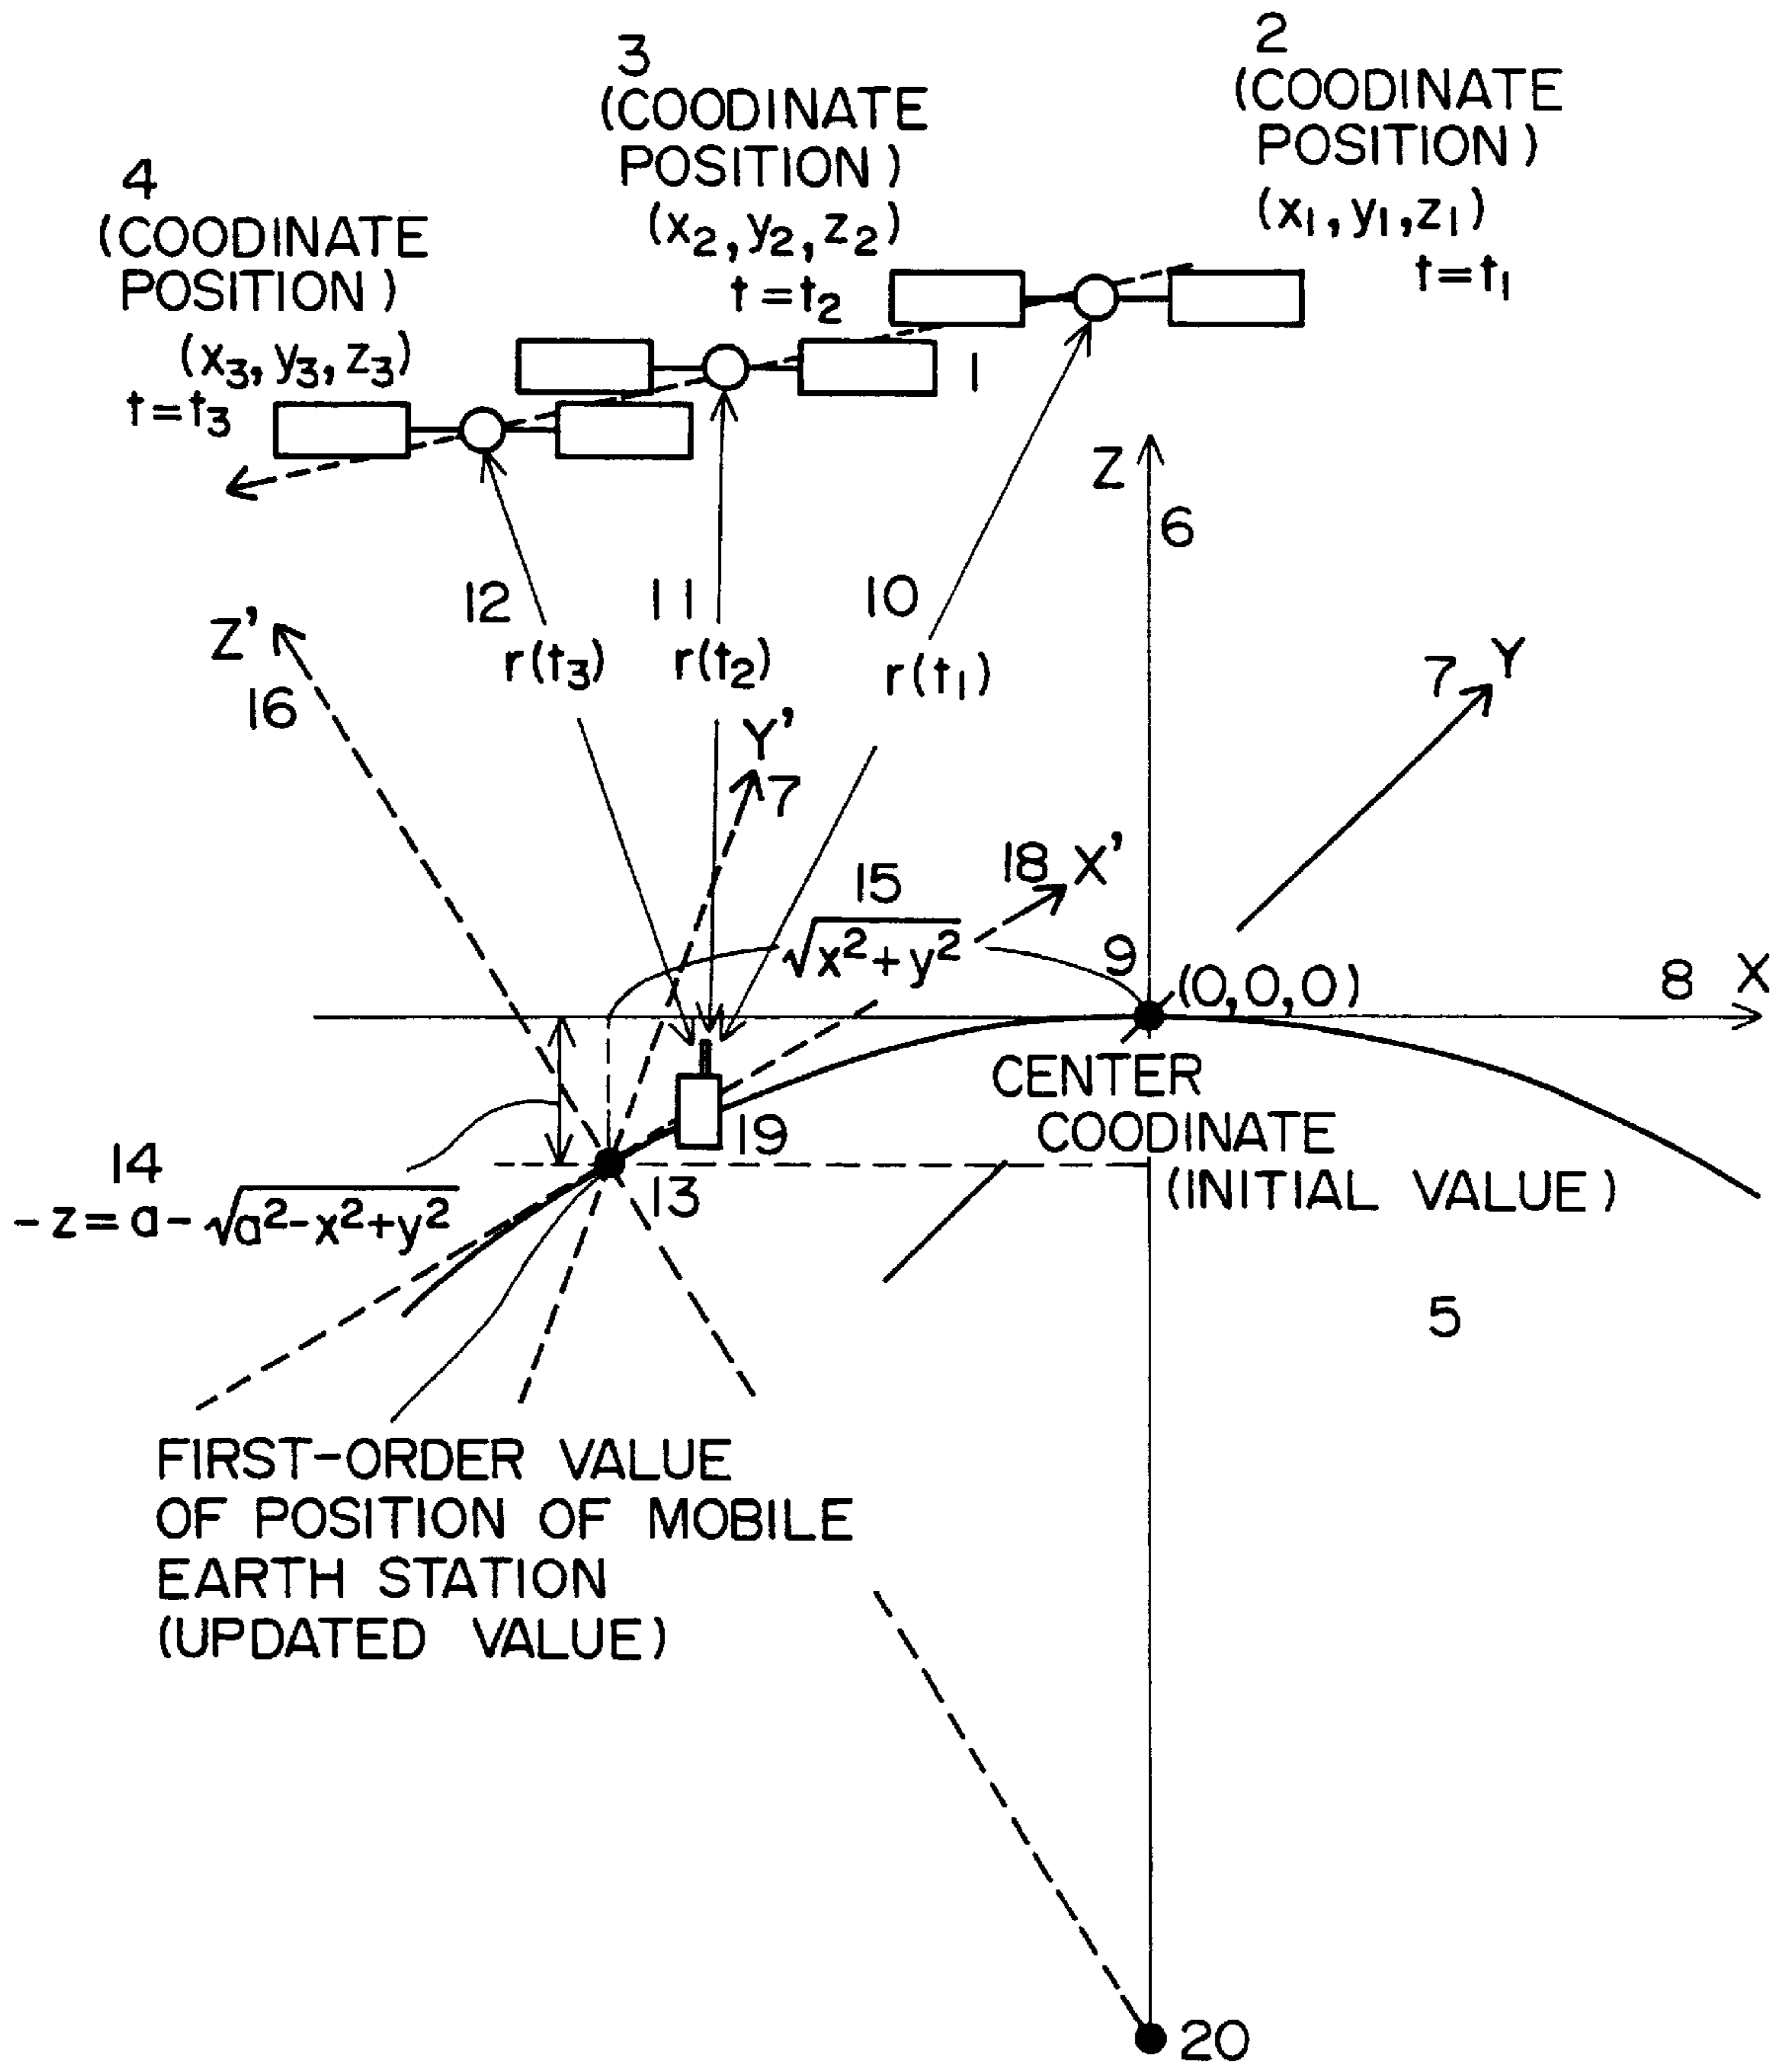 2
(COODINATE
POSITION)
(x1,y1,z1)
t=t1
3
(COODINATE
POSITION)
(x2,y2,z2)
t=t2
4
(COODINATE
POSITION)
(x3,y3,z3)
t=t3
1
Z
6
12
11
10
r(t3)
r(t2)
r(t1)
Z'
16
Y'
7
7
Y
15
√x2+y2
18
X'
9
(0,0,0)
8
X
CENTER
COODINATE
(INITIAL VALUE)
19
13
14
-z=a-√a2-x2+y2
5
FIRST-ORDER VALUE
OF POSITION OF MOBILE
EARTH STATION
(UPDATED VALUE)
20